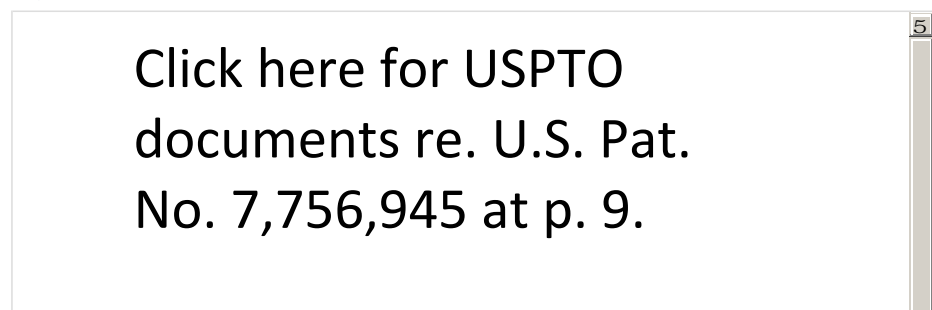 Click here for USPTO
documents re. U.S. Pat.
No. 7,756,945 at p. 9.
5